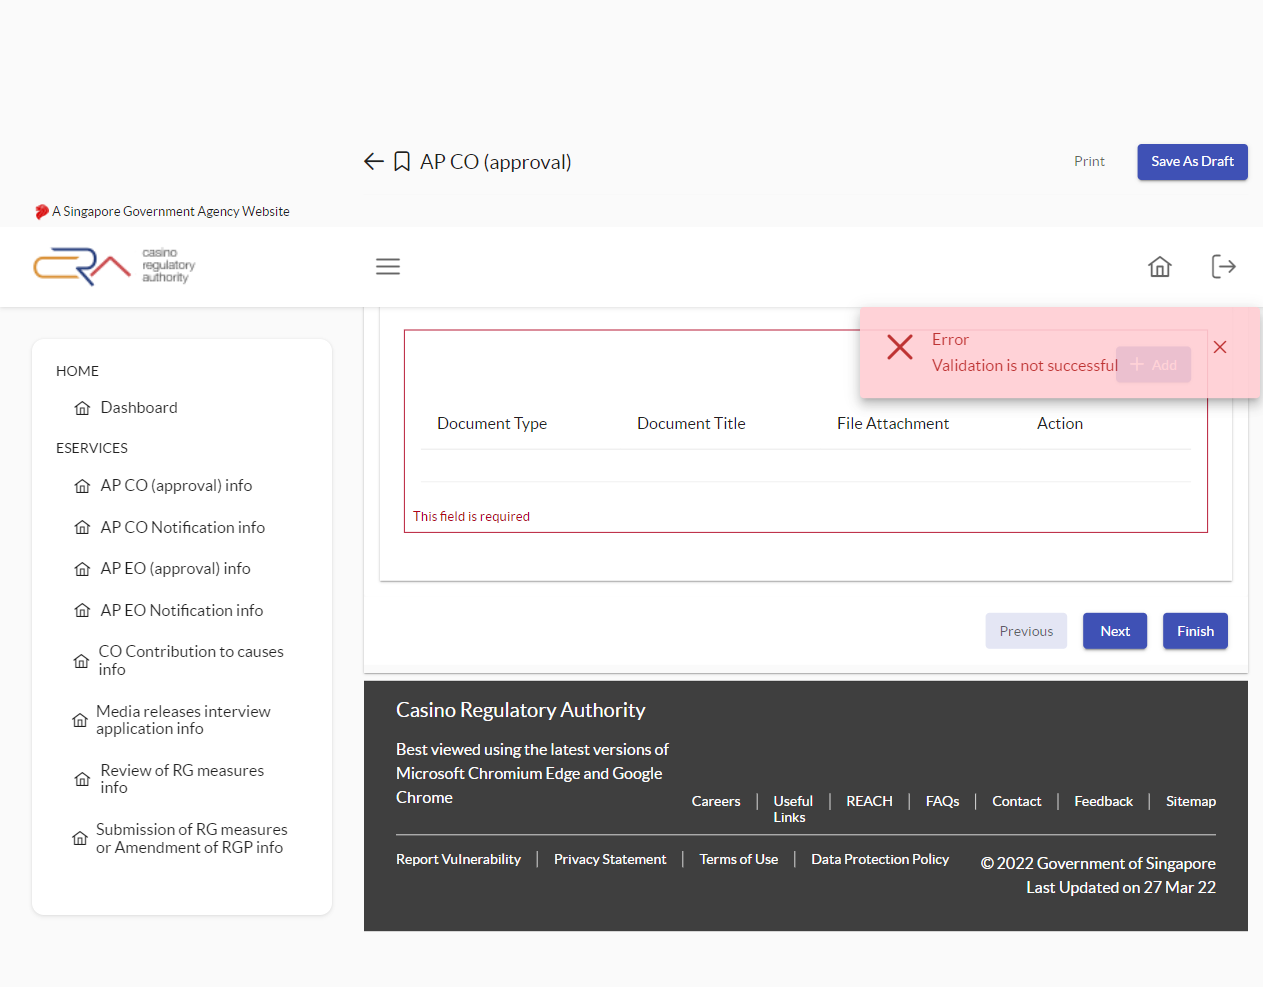 AP CO (approval)
Print
Save As Draft
A Singapore Government Agency Website
CRA
casino
regulatory
authority
HOME
Dashboard
ESERVICES
AP CO (approval) info
AP CO Notification info
AP EO (approval) info
AP EO Notification info
CO Contribution to causes
info
Media releases interview
application info
Review of RG measures
info
Submission of RG measures
or Amendment of RGP info
Error
Validation is not successful
Add
Document Type
Document Title
File Attachment
Action
This field is required
Previous
Next
Finish
Casino Regulatory Authority
Best viewed using the latest versions of
Microsoft Chromium Edge and Google
Chrome
Careers
Useful
Links
REACH
FAQs
Contact
Feedback
Sitemap
Report Vulnerability
Privacy Statement
Terms of Use
Data Protection Policy
© 2022 Government of Singapore
Last Updated on 27 Mar 22